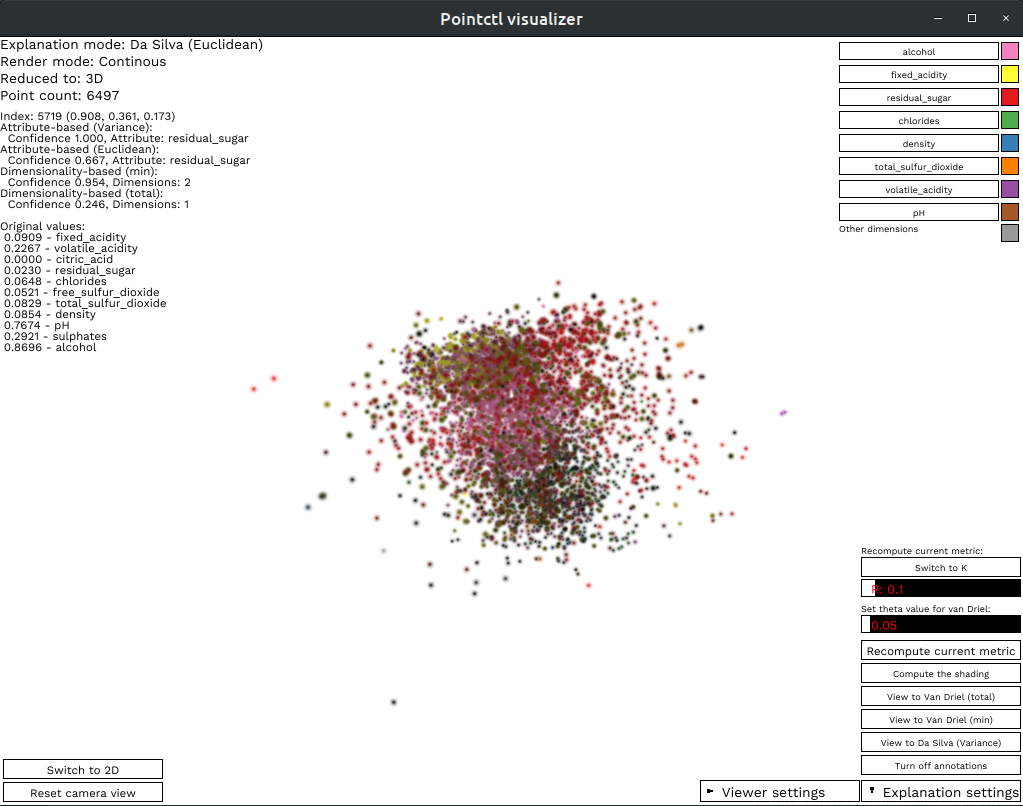 Pointctl visualizer
Explanation mode: Da Silva (Euclidean)
Render mode: Continous
Reduced to: 3D
Point count: 6497
Index: 5719 (0.908, 0.361, 0.173)
Attribute-based (Variance):
Confidence 1.000, Attribute: residual_sugar
Attribute-based (Euclidean):
Confidence 0.667, Attribute: residual_sugar
Dimensionality-based (min):
Confidence 0.954, Dimensions: 2
Dimensionality-based (total):
Confidence 0.246, Dimensions: 1
Original values:
0.0909 - fixed_acidity
0.2267 - volatile_acidity
0.0000 - citric_acid
0.0230 - residual_sugar
0.0648 - chlorides
0.0521 - free_sulfur_dioxide
0.0829 - total_sulfur_dioxide
0.0854 - density
0.7674 - pH
0.2921 - sulphates
0.8696 - alcohol
alcohol
fixed_acidity
residual_sugar
chlorides
density
total_sulfur_dioxide
volatile_acidity
pH
Other dimensions
Recompute current metric:
Switch to K
R: 0.1
Set theta value for van Driel:
0.05
Recompute current metric
Compute the shading
View to Van Driel (total)
View to Van Driel (min)
View to Da Silva (Variance)
Turn off annotations
Switch to 2D
Reset camera view
Viewer settings
Explanation settings